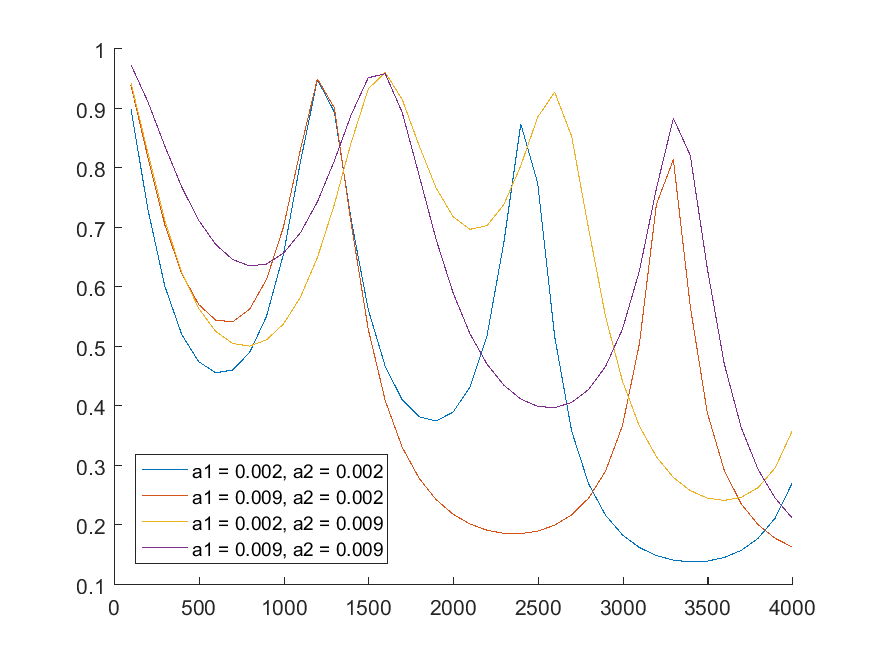 1
0.9
0.8
0.7
0.6
0.5
0.4
0.3
0.2
0.1
a1 = 0.002, a2 = 0.002
a1 = 0.009, a2 = 0.002
a1 = 0.002, a2 = 0.009
a1 = 0.009, a2 = 0.009
0 500 1000 1500 2000 2500 3000 3500 4000